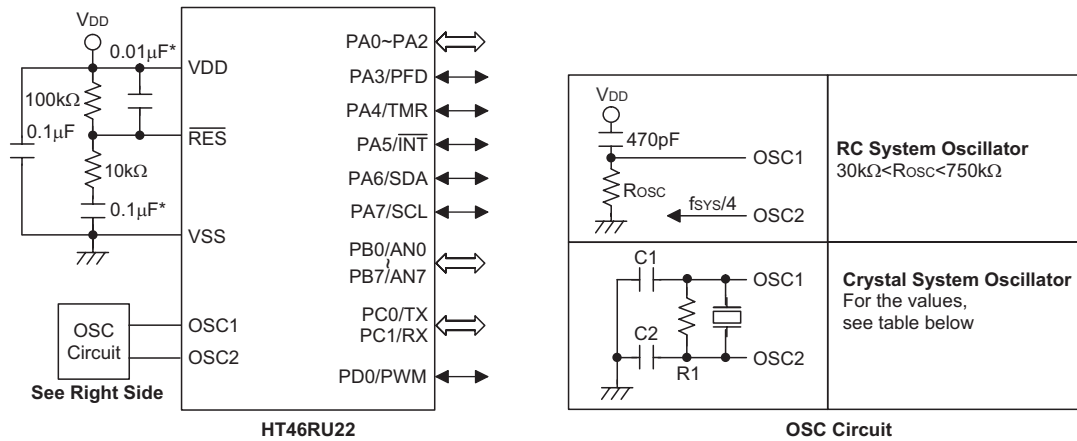 VDD
0.01µF*
VDD
100kΩ
0.1µF
RES
10kΩ
0.1µF*
VSS
OSC
Circuit
OSC1
OSC2
See Right Side
PA0~PA2
PA3/PFD
PA4/TMR
PA5/INT
PA6/SDA
PA7/SCL
PB0/AN0
~
PB7/AN7
PC0/TX
PC1/RX
PD0/PWM
HT46RU22
VDD
470pF
OSC1
ROSC
fSYS/4
OSC2
RC System Oscillator
30kΩ<ROSC<750kΩ
C1
OSC1
C2
R1
OSC2
Crystal System Oscillator
For the values,
see table below
OSC Circuit